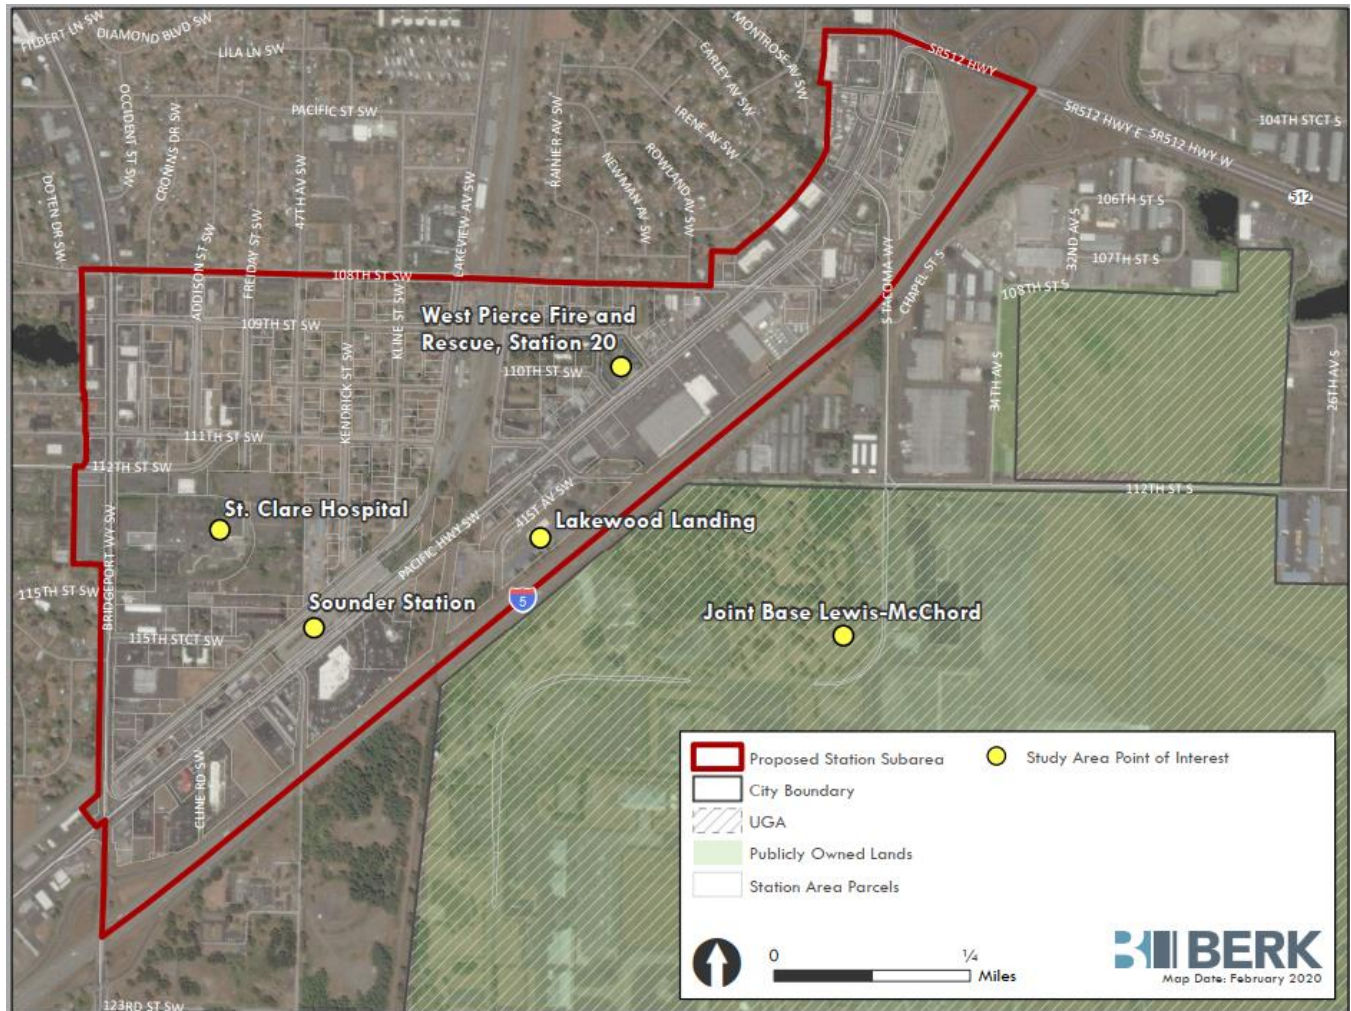 FILBERT LN SW
DIAMOND BLVD SW
LILA LN SW
MONTROSE AV SW
EARLEY AV SW
SR512 HWY
OCCIDENT ST SW
CRONINS DR SW
PACIFIC ST SW
IRENE AV SW
SR512 HWY E
SR512 HWY W
104TH STCT S
RAINIER AV SW
NEWMAN AV
SW
ROWLAND AV
SW
DOTEN DR SW
47TH AV SW
LAKEVIEW AV SW
512
106TH ST S
32ND AV S
107TH ST S
ADDISON ST SW
FREIDAY ST SW
108TH ST SW
S TACOMA WY
CHAPEL ST S
108TH ST S
109TH ST SW
KLINE ST SW
West Pierce Fire and
Rescue, Station 20
110TH ST SW
34TH AV S
26TH AV S
KENDRICK ST SW
111TH ST SW
112TH ST SW
112TH ST S
St. Clare Hospital
41ST AV SW
Lakewood Landing
PACIFIC HWY SW
BRIDGEPORT WY SW
115TH ST SW
Sounder Station
5
Joint Base Lewis-McChord
115TH STCT SW
CLINE RD SW
123RD ST SW
Proposed Station Subarea
Study Area Point of Interest
City Boundary
UGA
Publicly Owned Lands
Station Area Parcels
0
¼
Miles
BERK
Map Date: February 2020